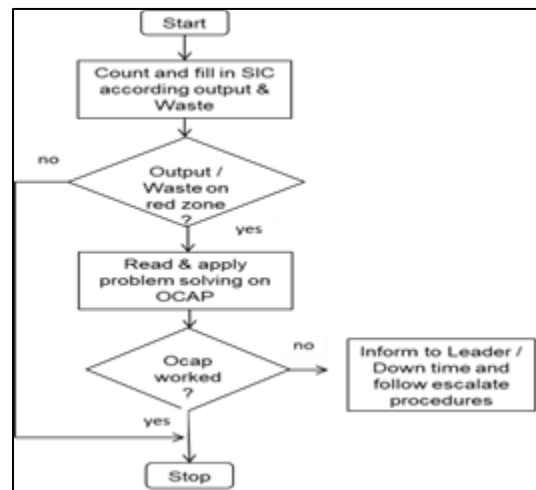 Start
Count and fill in SIC
according output &
Waste
no
Output /
Waste on
red zone
?
yes
Read & apply
problem solving on
OCAP
no
Ocap
worked
?
Inform to Leader /
Down time and
follow escalate
procedures
yes
Stop